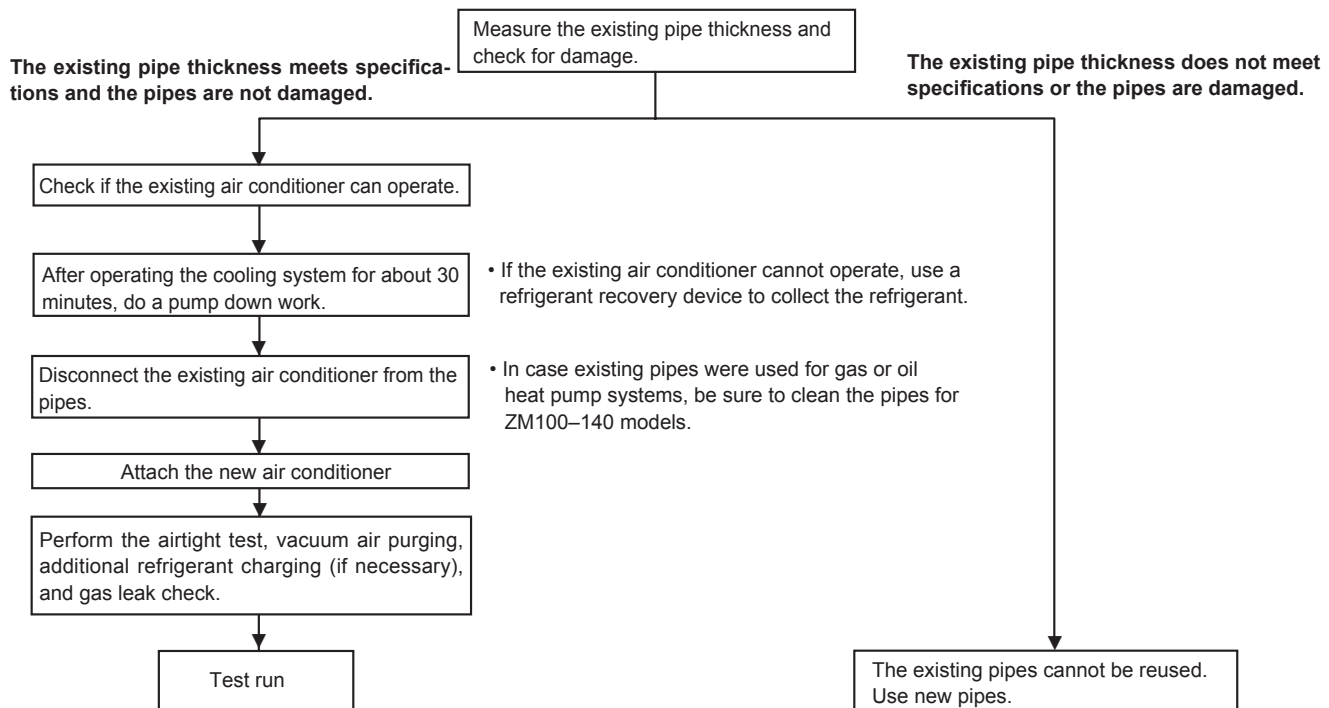 Measure the existing pipe thickness and
check for damage.
The existing pipe thickness meets specifica-
tions and the pipes are not damaged.
The existing pipe thickness does not meet
specifications or the pipes are damaged.
Check if the existing air conditioner can operate.
After operating the cooling system for about 30
minutes, do a pump down work.
• If the existing air conditioner cannot operate, use a
refrigerant recovery device to collect the refrigerant.
Disconnect the existing air conditioner from the
pipes.
• In case existing pipes were used for gas or oil
heat pump systems, be sure to clean the pipes for
ZM100–140 models.
Attach the new air conditioner
Perform the airtight test, vacuum air purging,
additional refrigerant charging (if necessary),
and gas leak check.
Test run
The existing pipes cannot be reused.
Use new pipes.